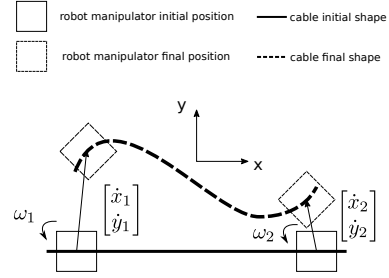 robot manipulator initial position
cable initial shape
robot manipulator final position
cable final shape
y
x
ω₁
[ẋ₁
ẏ₁]
ω₂
[ẋ₂
ẏ₂]